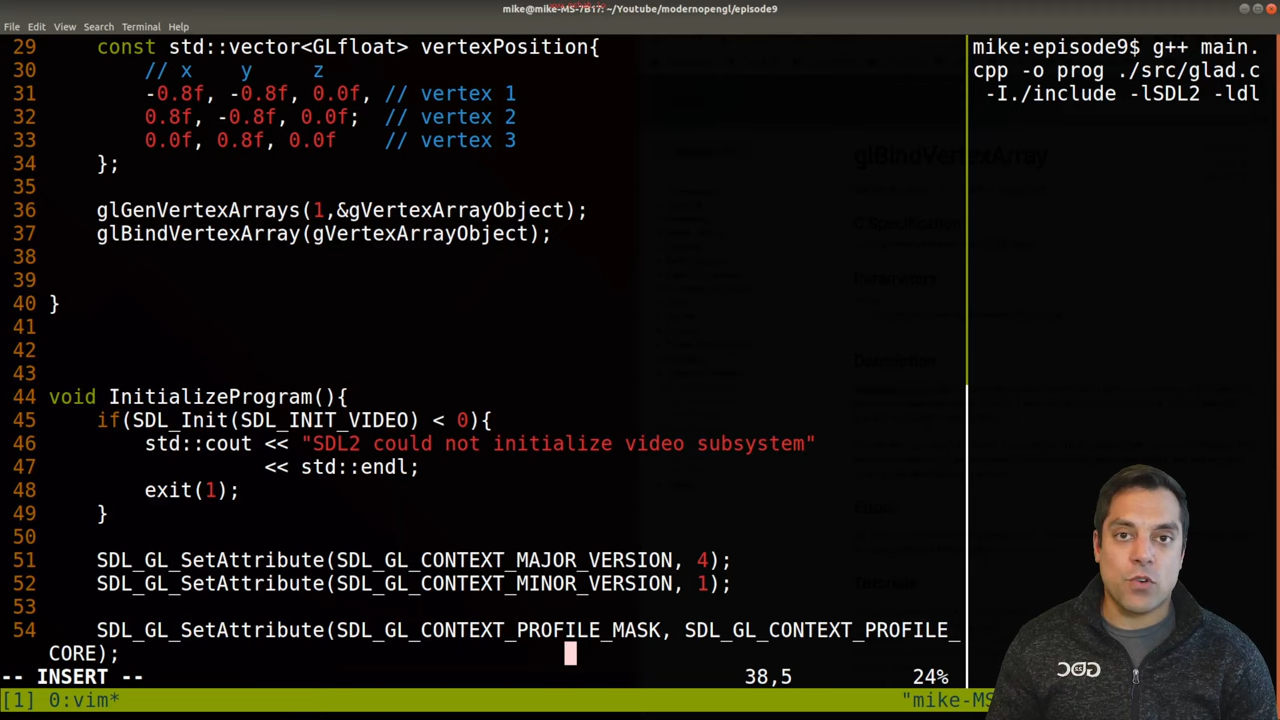 mike@mike-MS-7B17: ~/Youtube/modernopengl/episode9
File Edit View Search Terminal Help
29 const std::vector<GLfloat> vertexPosition{
30 // x y z
31 -0.8f, -0.8f, 0.0f, // vertex 1
32 0.8f, -0.8f, 0.0f; // vertex 2
33 0.0f, 0.8f, 0.0f // vertex 3
34 };
35
36 glGenVertexArrays(1,&gVertexArrayObject);
37 glBindVertexArray(gVertexArrayObject);
38
39
40 }
41
42
43
44 void InitializeProgram(){
45 if(SDL_Init(SDL_INIT_VIDEO) < 0){
46 std::cout << "SDL2 could not initialize video subsystem"
47 << std::endl;
48 exit(1);
49 }
50
51 SDL_GL_SetAttribute(SDL_GL_CONTEXT_MAJOR_VERSION, 4);
52 SDL_GL_SetAttribute(SDL_GL_CONTEXT_MINOR_VERSION, 1);
53
54 SDL_GL_SetAttribute(SDL_GL_CONTEXT_PROFILE_MASK, SDL_GL_CONTEXT_PROFILE_
CORE);
-- INSERT -- 38,5 24%
[1] 0:vim* "mike-MS
mike:episode9$ g++ main.
cpp -o prog ./src/glad.c
-I./include -lSDL2 -ldl
glBindVertexArray
C Specification
Parameters
Description
GDC